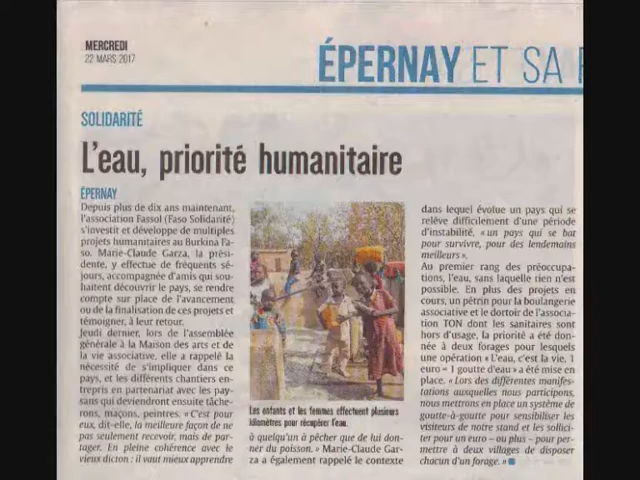 MERCREDI
22 MARS 2017
ÉPERNAY ET SA
SOLIDARITÉ
L'eau, priorité humanitaire
ÉPERNAY
Depuis plus de dix ans maintenant,
l'association Fassol (Faso Solidarité)
s'investit et développe de multiples
projets humanitaires au Burkina Fa-
so. Marie-Claude Garza, la prési-
dente, y effectue de fréquents sé-
jours, accompagnée d'amis qui sou-
haitent découvrir le pays, se rendre
compte sur place de l'avancement
ou de la finalisation de ces projets et
témoigner, à leur retour.
Jeudi dernier, lors de l'assemblée
générale à la Maison des arts et de
la vie associative, elle a rappelé la
nécessité de s'impliquer dans ce
pays, et les différents chantiers en-
trepris en partenariat avec les pay-
sans qui deviendront ensuite tâche-
rons, maçons, peintres. « C'est pour
eux, dit-elle, la meilleure façon de ne
pas seulement recevoir, mais de par-
tager. En pleine cohérence avec le
vieux dicton : il vaut mieux apprendre
Les enfants et les femmes effectuent plusieurs
kilomètres pour récupérer l'eau.
à quelqu'un à pêcher que de lui don-
ner du poisson. » Marie-Claude Gar-
za a également rappelé le contexte
dans lequel évolue un pays qui se
relève difficilement d'une période
d'instabilité, « un pays qui se bat
pour survivre, pour des lendemains
meilleurs ».
Au premier rang des préoccupa-
tions, l'eau, sans laquelle rien n'est
possible. En plus des projets en
cours, un pétrin pour la boulangerie
associative et le dortoir de l'associa-
tion TON dont les sanitaires sont
hors d'usage, la priorité a été don-
née à deux forages pour lesquels
une opération « L'eau, c'est la vie, 1
euro = 1 goutte d'eau » a été mise en
place. « Lors des différentes manifes-
tations auxquelles nous participons,
nous mettrons en place un système de
goutte-à-goutte pour sensibiliser les
visiteurs de notre stand et les sollici-
ter pour un euro – ou plus – pour per-
mettre à deux villages de disposer
chacun d'un forage. »